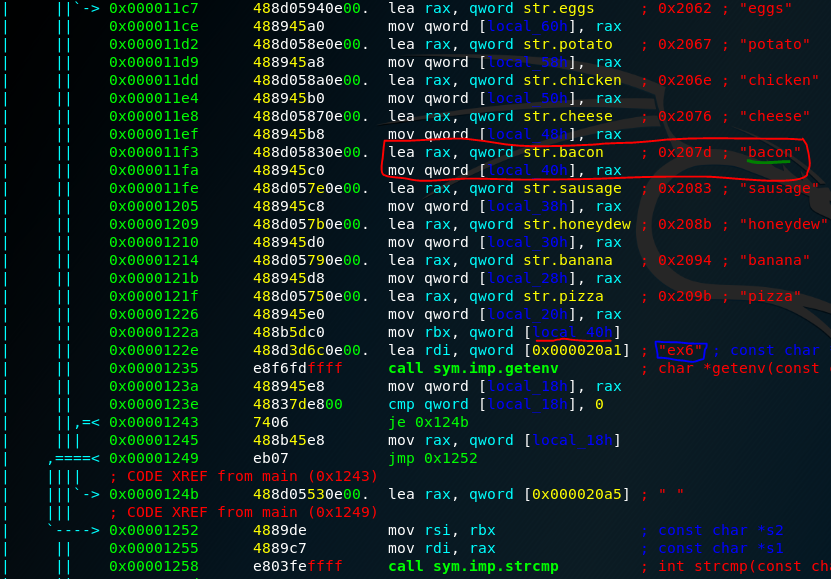 0x000011c7 488d05940e00. lea rax, qword str.eggs ; 0x2062 ; "eggs"
0x000011ce 488945a0 mov qword [local_60h], rax
0x000011d2 488d058e0e00. lea rax, qword str.potato ; 0x2067 ; "potato"
0x000011d9 488945a8 mov qword [local_58h], rax
0x000011dd 488d058a0e00. lea rax, qword str.chicken ; 0x206e ; "chicken"
0x000011e4 488945b0 mov qword [local_50h], rax
0x000011e8 488d05870e00. lea rax, qword str.cheese ; 0x2076 ; "cheese"
0x000011ef 488945b8 mov qword [local_48h], rax
0x000011f3 488d05830e00. lea rax, qword str.bacon ; 0x207d ; "bacon"
0x000011fa 488945c0 mov qword [local_40h], rax
0x000011fe 488d057e0e00. lea rax, qword str.sausage ; 0x2083 ; "sausage"
0x00001205 488945c8 mov qword [local_38h], rax
0x00001209 488d057b0e00. lea rax, qword str.honeydew ; 0x208b ; "honeydew"
0x00001210 488945d0 mov qword [local_30h], rax
0x00001214 488d05790e00. lea rax, qword str.banana ; 0x2094 ; "banana"
0x0000121b 488945d8 mov qword [local_28h], rax
0x0000121f 488d05750e00. lea rax, qword str.pizza ; 0x209b ; "pizza"
0x00001226 488945e0 mov qword [local_20h], rax
0x0000122a 488b5dc0 mov rbx, qword [local_40h]
0x0000122e 488d3d6c0e00. lea rdi, qword [0x000020a1] ; "ex6" ; const char
0x00001235 e8f6fdffff call sym.imp.getenv ; char *getenv(const
0x0000123a 488945e8 mov qword [local_18h], rax
0x0000123e 48837de800 cmp qword [local_18h], 0
0x00001243 7406 je 0x124b
0x00001245 488b45e8 mov rax, qword [local_18h]
0x00001249 eb07 jmp 0x1252
; CODE XREF from main (0x1243)
0x0000124b 488d05530e00. lea rax, qword [0x000020a5] ; " "
; CODE XREF from main (0x1249)
0x00001252 4889de mov rsi, rbx ; const char *s2
0x00001255 4889c7 mov rdi, rax ; const char *s1
0x00001258 e803feffff call sym.imp.strcmp ; int strcmp(const cha